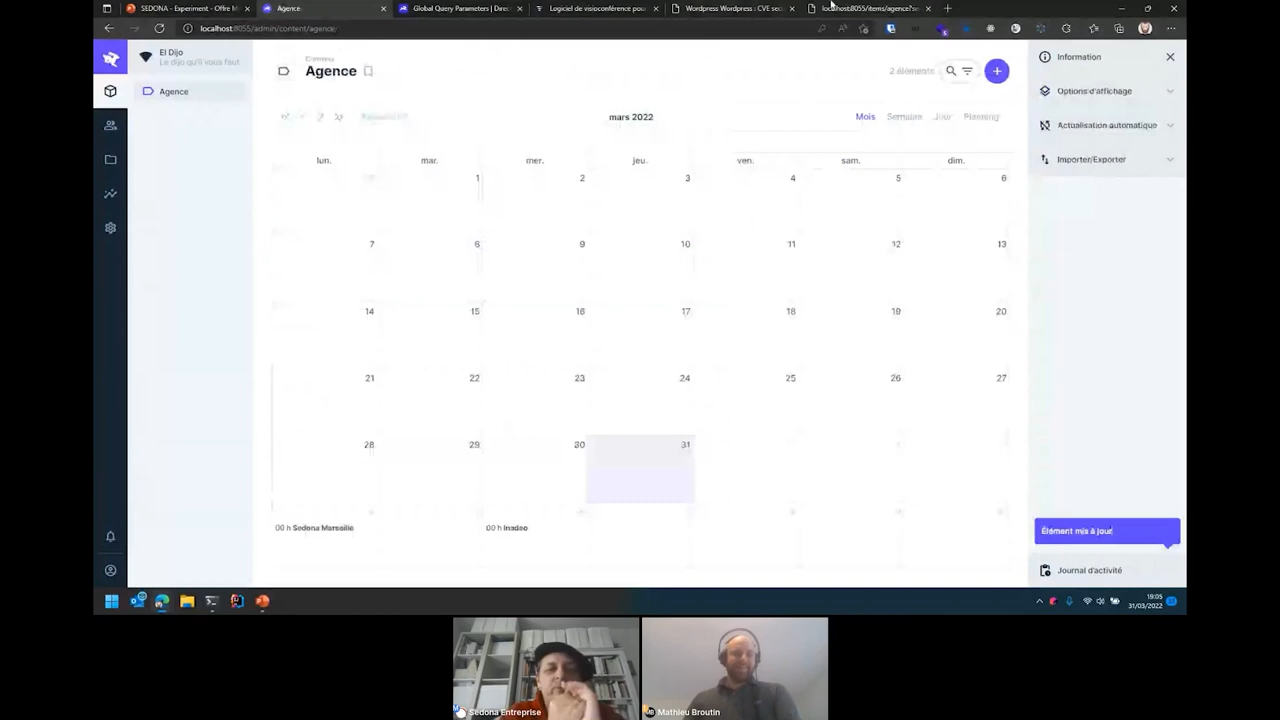 SEDONA - Experiment - Offre M
Agence
Global Query Parameters | Direc
Logiciel de visioconférence pour
Wordpress Wordpress : CVE secu
localhost:8055/items/agence?se
localhost:8055/admin/content/agence/
El Dijo
Le dijo qu'il vous faut
Agence
Contenu
Agence
2 éléments
mars 2022
Mois Semaine Jour Planning
lun. mar. mer. jeu. ven. sam. dim.
1 2 3 4 5 6
7 9 10 11 12 13
14 15 16 17 18 19 20
21 22 23 24 25 26 27
28 29 30 31
00 h Sedona Marseille
00 h Inadeo
Information
Options d'affichage
Actualisation automatique
Importer/Exporter
Élément mis à jour
Journal d'activité
19:05
31/03/2022
Sedona Entreprise
Mathieu Broutin